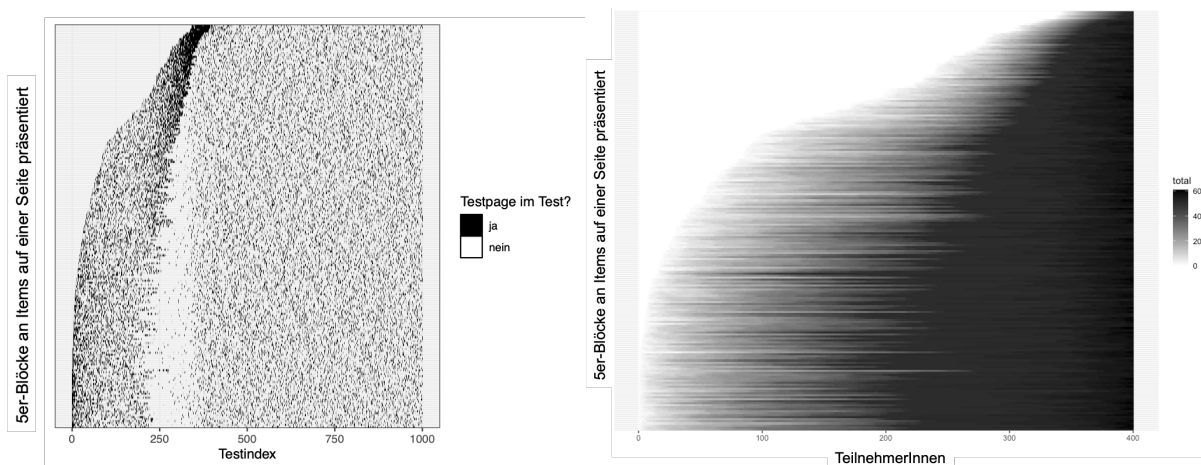 5er-Blöcke an Items auf einer Seite präsentiert
0
250
500
750
1000
Testindex
Testpage im Test?
ja
nein
5er-Blöcke an Items auf einer Seite präsentiert
0
100
200
300
400
TeilnehmerInnen
total
60
40
20
0